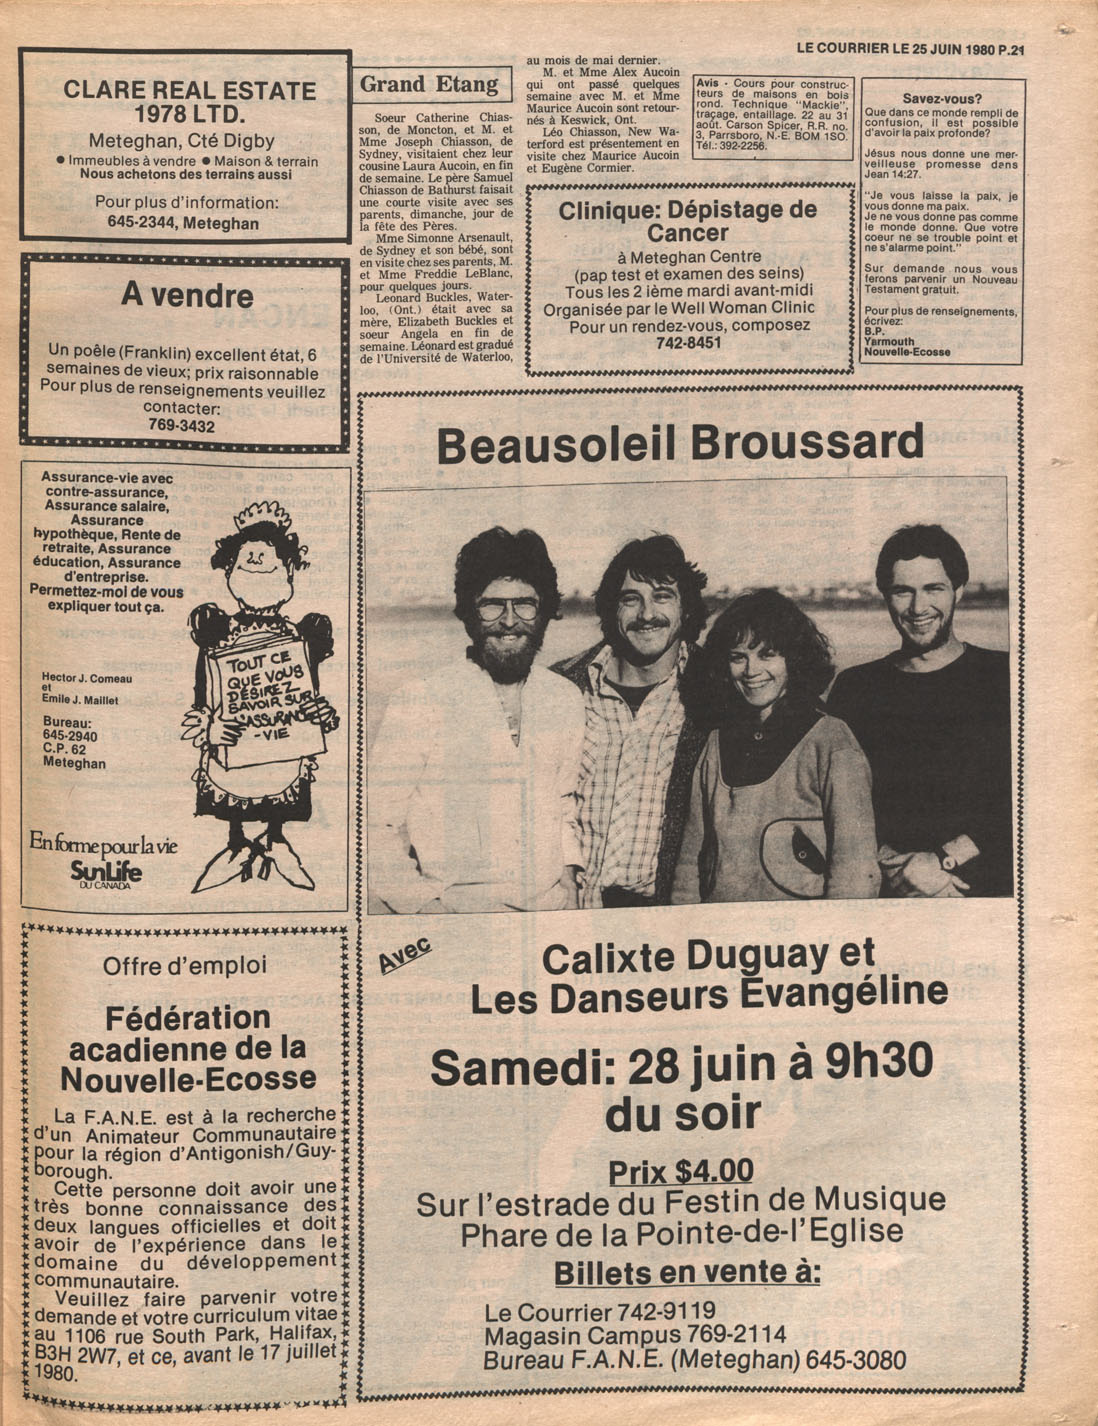 LE COURRIER LE 25 JUIN 1980 P.21
CLARE REAL ESTATE
1978 LTD.
Meteghan, Cté Digby
● Immeubles à vendre ● Maison & terrain
Nous achetons des terrains aussi
Pour plus d'information:
645-2344, Meteghan
A vendre
Un poêle (Franklin) excellent état, 6
semaines de vieux; prix raisonnable
Pour plus de renseignements veuillez
contacter:
769-3432
Assurance-vie avec
contre-assurance,
Assurance salaire,
Assurance
hypothèque, Rente de
retraite, Assurance
éducation, Assurance
d'entreprise.
Permettez-moi de vous
expliquer tout ça.
TOUT CE
QUE VOUS
DÉSIREZ
SAVOIR SUR
L'ASSURANCE
-VIE
Hector J. Comeau
et
Emile J. Maillet
Bureau:
645-2940
C.P. 62
Meteghan
En forme pour la vie
SunLife
DU CANADA
Offre d'emploi
Fédération
acadienne de la
Nouvelle-Ecosse
La F.A.N.E. est à la recherche
d'un Animateur Communautaire
pour la région d'Antigonish/Guy-
borough.
Cette personne doit avoir une
très bonne connaissance des
deux langues officielles et doit
avoir de l'expérience dans le
domaine du développement
communautaire.
Veuillez faire parvenir votre
demande et votre curriculum vitae
au 1106 rue South Park, Halifax,
B3H 2W7, et ce, avant le 17 juillet
1980.
Grand Etang
Soeur Catherine Chias-
son, de Moncton, et M. et
Mme Joseph Chiasson, de
Sydney, visitaient chez leur
cousine Laura Aucoin, en fin
de semaine. Le père Samuel
Chiasson de Bathurst faisait
une courte visite avec ses
parents, dimanche, jour de
la fête des Pères.
Mme Simonne Arsenault,
de Sydney et son bébé, sont
en visite chez ses parents, M.
et Mme Freddie LeBlanc,
pour quelques jours.
Leonard Buckles, Water-
loo, (Ont.) était avec sa
mère, Elizabeth Buckles et
soeur Angela en fin de
semaine. Léonard est gradué
de l'Université de Waterloo,
au mois de mai dernier.
M. et Mme Alex Aucoin
qui ont passé quelques
semaine avec M. et Mme
Maurice Aucoin sont retour-
nés à Keswick, Ont.
Léo Chiasson, New Wa-
terford est présentement en
visite chez Maurice Aucoin
et Eugène Cormier.
Avis - Cours pour construc-
teurs de maisons en bois
rond. Technique "Mackie",
traçage, entaillage. 22 au 31
août. Carson Spicer, R.R. no.
3, Parrsboro, N.-E. BOM 1SO.
Tél.: 392-2256.
Savez-vous?
Que dans ce monde rempli de
confusion, il est possible
d'avoir la paix profonde?
Jésus nous donne une mer-
veilleuse promesse dans
Jean 14:27.
"Je vous laisse la paix, je
vous donne ma paix.
Je ne vous donne pas comme
le monde donne. Que votre
coeur ne se trouble point et
ne s'alarme point."
Sur demande nous vous
ferons parvenir un Nouveau
Testament gratuit.
Pour plus de renseignements,
écrivez:
B.P.
Yarmouth
Nouvelle-Ecosse
Clinique: Dépistage de
Cancer
à Meteghan Centre
(pap test et examen des seins)
Tous les 2 ième mardi avant-midi
Organisée par le Well Woman Clinic
Pour un rendez-vous, composez
742-8451
Beausoleil Broussard
Avec
Calixte Duguay et
Les Danseurs Evangéline
Samedi: 28 juin à 9h30
du soir
Prix $4.00
Sur l'estrade du Festin de Musique
Phare de la Pointe-de-l'Eglise
Billets en vente à:
Le Courrier 742-9119
Magasin Campus 769-2114
Bureau F.A.N.E. (Meteghan) 645-3080